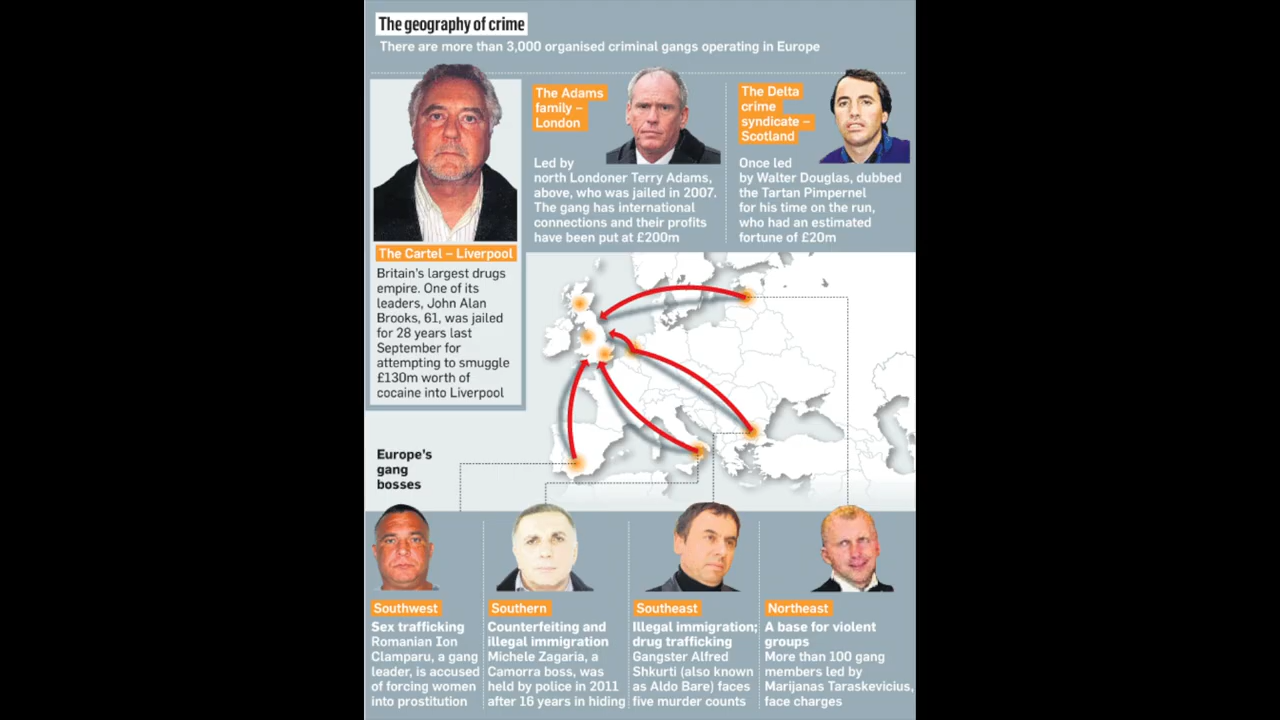 The geography of crime
There are more than 3,000 organised criminal gangs operating in Europe
The Cartel – Liverpool
Britain's largest drugs
empire. One of its
leaders, John Alan
Brooks, 61, was jailed
for 28 years last
September for
attempting to smuggle
£130m worth of
cocaine into Liverpool
The Adams
family –
London
Led by
north Londoner Terry Adams,
above, who was jailed in 2007.
The gang has international
connections and their profits
have been put at £200m
The Delta
crime
syndicate –
Scotland
Once led
by Walter Douglas, dubbed
the Tartan Pimpernel
for his time on the run,
who had an estimated
fortune of £20m
Europe's
gang
bosses
Southwest
Sex trafficking
Romanian Ion
Clamparu, a gang
leader, is accused
of forcing women
into prostitution
Southern
Counterfeiting and
illegal immigration
Michele Zagaria, a
Camorra boss, was
held by police in 2011
after 16 years in hiding
Southeast
Illegal immigration;
drug trafficking
Gangster Alfred
Shkurti (also known
as Aldo Bare) faces
five murder counts
Northeast
A base for violent
groups
More than 100 gang
members led by
Marijanas Taraskevicius,
face charges